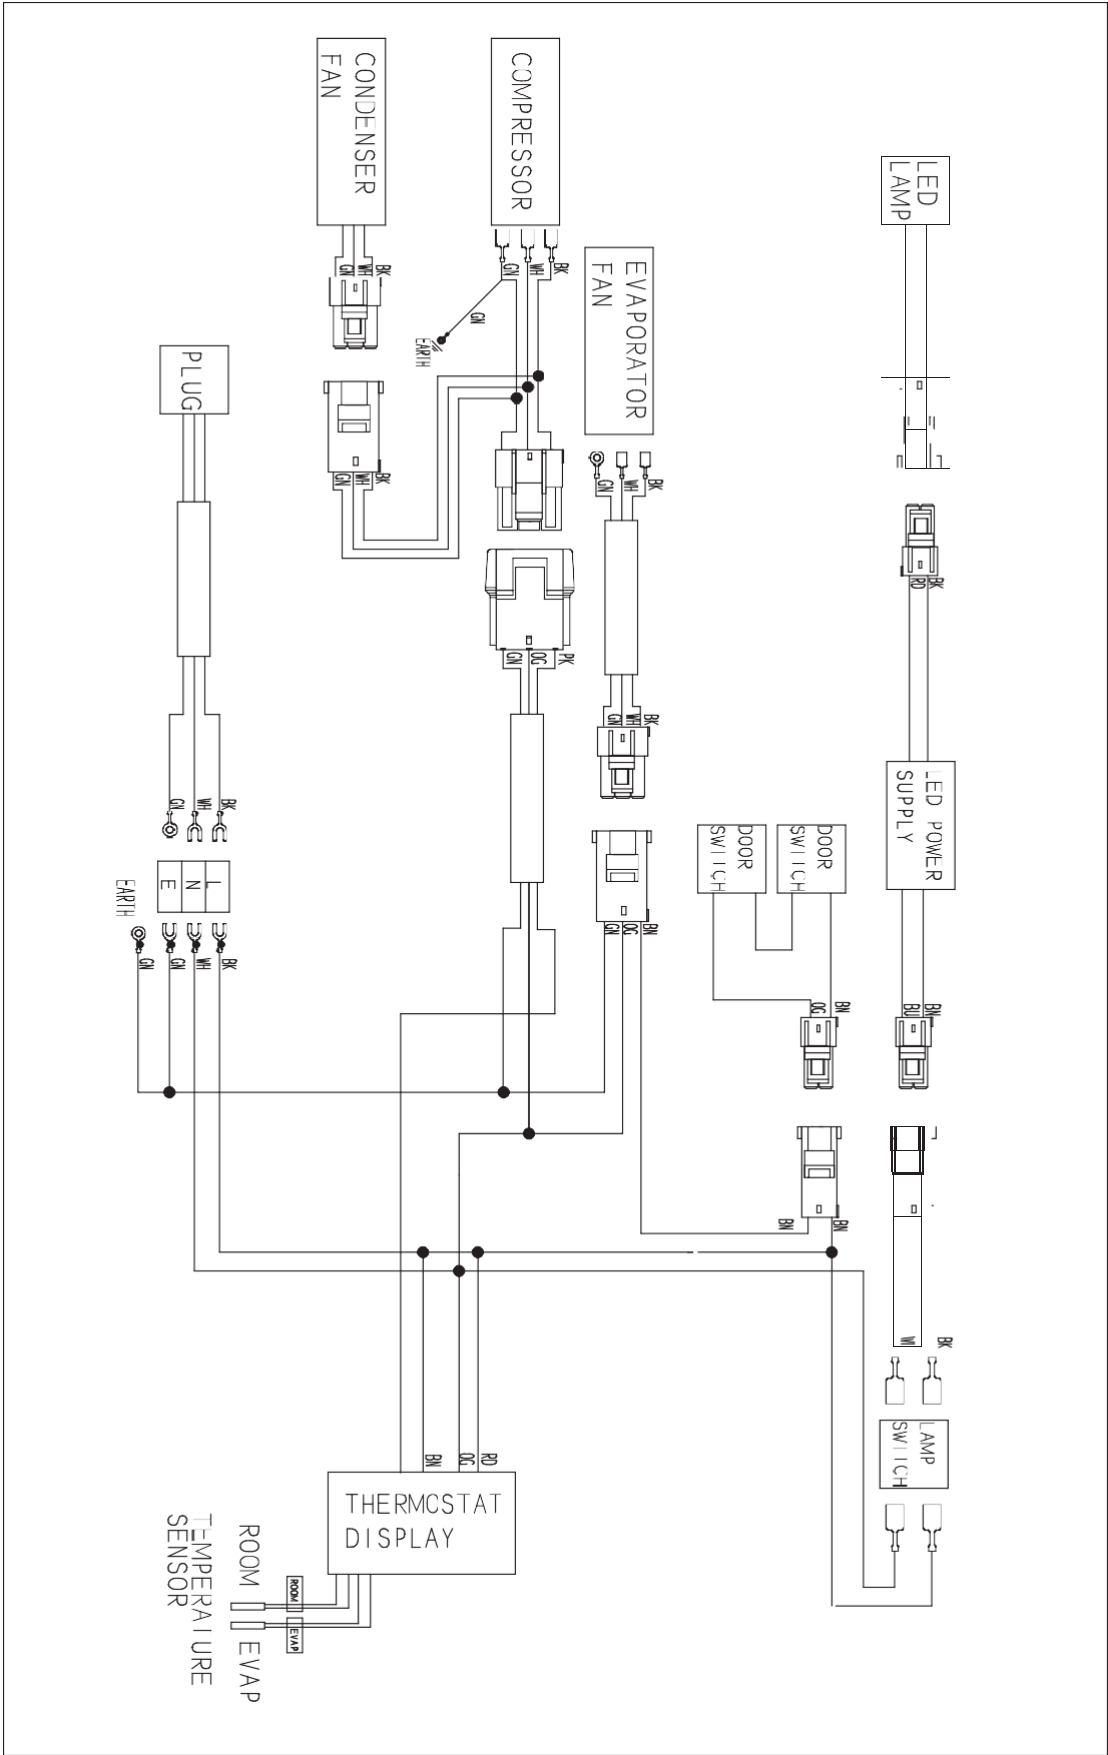 CONDENSER
FAN
COMPRESSOR
LED
LAMP
EVAPORATOR
FAN
PLUG
GN
WH
BK
GN
WH
BK
GN
EARTH
GN
WH
BK
GN
WH
BK
RD
BK
GN
OG
PK
GN
WH
BK
LED POWER
SUPPLY
DOOR
SWITCH
DOOR
SWITCH
GN
WH
BK
E
N
L
EARTH
GN
GN
WH
BK
GN
OG
BN
OG
BN
BU
BN
BN
BN
WI
BK
LAMP
SWITCH
BN
OG
RD
THERMOSTAT
DISPLAY
TEMPERATURE
SENSOR
ROOM
EVAP
ROOM
EVAP